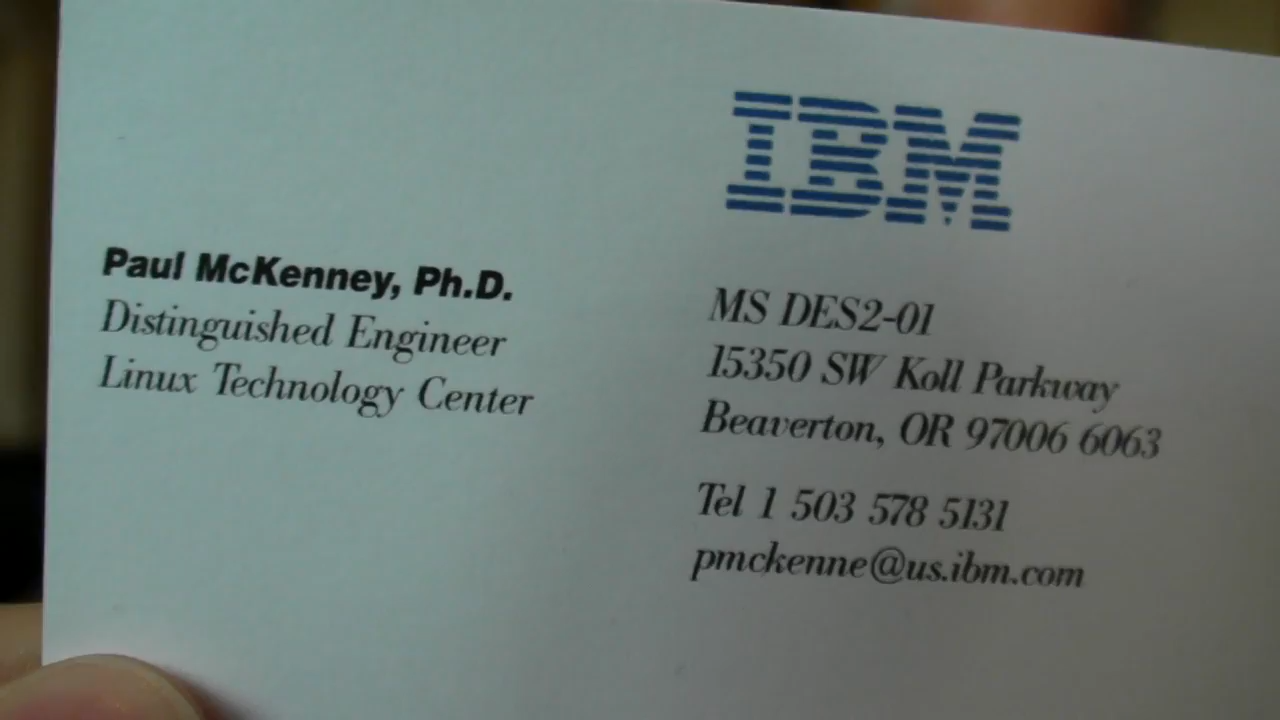 IBM
Paul McKenney, Ph.D.
Distinguished Engineer
Linux Technology Center
MS DES2-01
15350 SW Koll Parkway
Beaverton, OR 97006 6063
Tel 1 503 578 5131
pmckenne@us.ibm.com